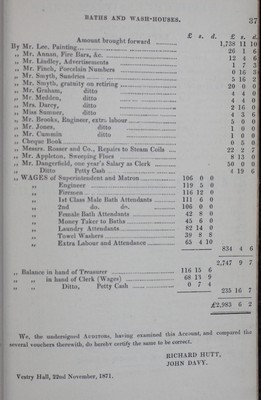 BATHS AND WASH-HOUSES. 37
£ s. d. £ s. d.
Amount brought forward 1,738 11 10
By Mr. Lee, Painting 26 1 6
„ Mr. Annon, Fire Bars, &c. 12 4 6
„ Mr. Lindley, Advertisements 1 7 3
„ Mr. Finch, Porcelain Numbers 0 16 3
„ Mr. Smyth, Sundries 5 16 2
„ Mr. Smyth, gratuity on retiring 20 0 0
„ Mr. Graham, ditto 4 4 0
„ Mr. Medden, ditto 4 4 0
„ Mrs. Darcy, ditto 2 16 0
„ Miss Sumner, ditto 4 5 6
„ Mr. Brooks, Engineer, extra labour 5 0 0
„ Mr. Jones, ditto 1 0 0
„ Mr. ditto 1 0 0
„ Cheque Book 0 5 0
„ Messrs. Rosser and Co., Repairs to Steam Coils 22 2 7
„ Mr. Appleton, Sweeping Flues 8 13 0
„ Mr. Dangerfield, one year's Salary as Clerk 50 0 0
„ Ditto Petty Cash 4 19 6
„ WAGES of Superintendent and Matron 106 0 0
„ Engineer 119 5 0
„ Firemen 116 12 0
„ 1st Class Male Bath Attendants 111 6 0
„ 2nd do. do. 106 0 0
„ Female Bath Attendants 42 8 0
„ Money Taker to Baths 45 6 0
„ Laundry Attendants 82 14 0
„ Towel Washers 39 8 8
„ Extra Labour and Attendance 65 4 10
834 4 6
2,747 9 7
„ Balance in hand of Treasurer 116 15 6
„ „ in hand of Clerk (Wages) 68 15 9
„ „ Ditto, Petty Cash 0 7 4
235 16 7
£2,983 6 2
We, the undersigned AUDITORS, having examined this Account, and compared the
several vouchers therewith, do hereby certify the same to be correct.
RICHARD HUTT,
JOHN DAVY.
Vestry Hall, 22nd November, 1871.